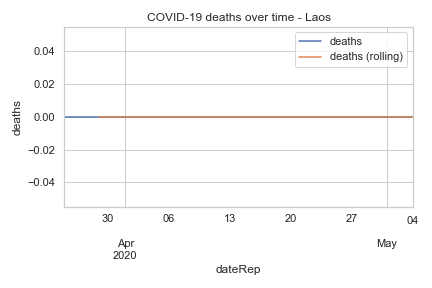 COVID-19 deaths over time - Laos
deaths
deaths (rolling)
0.04
0.02
0.00
−0.02
−0.04
deaths
30 06 13 20 27 04
Apr May
2020
dateRep